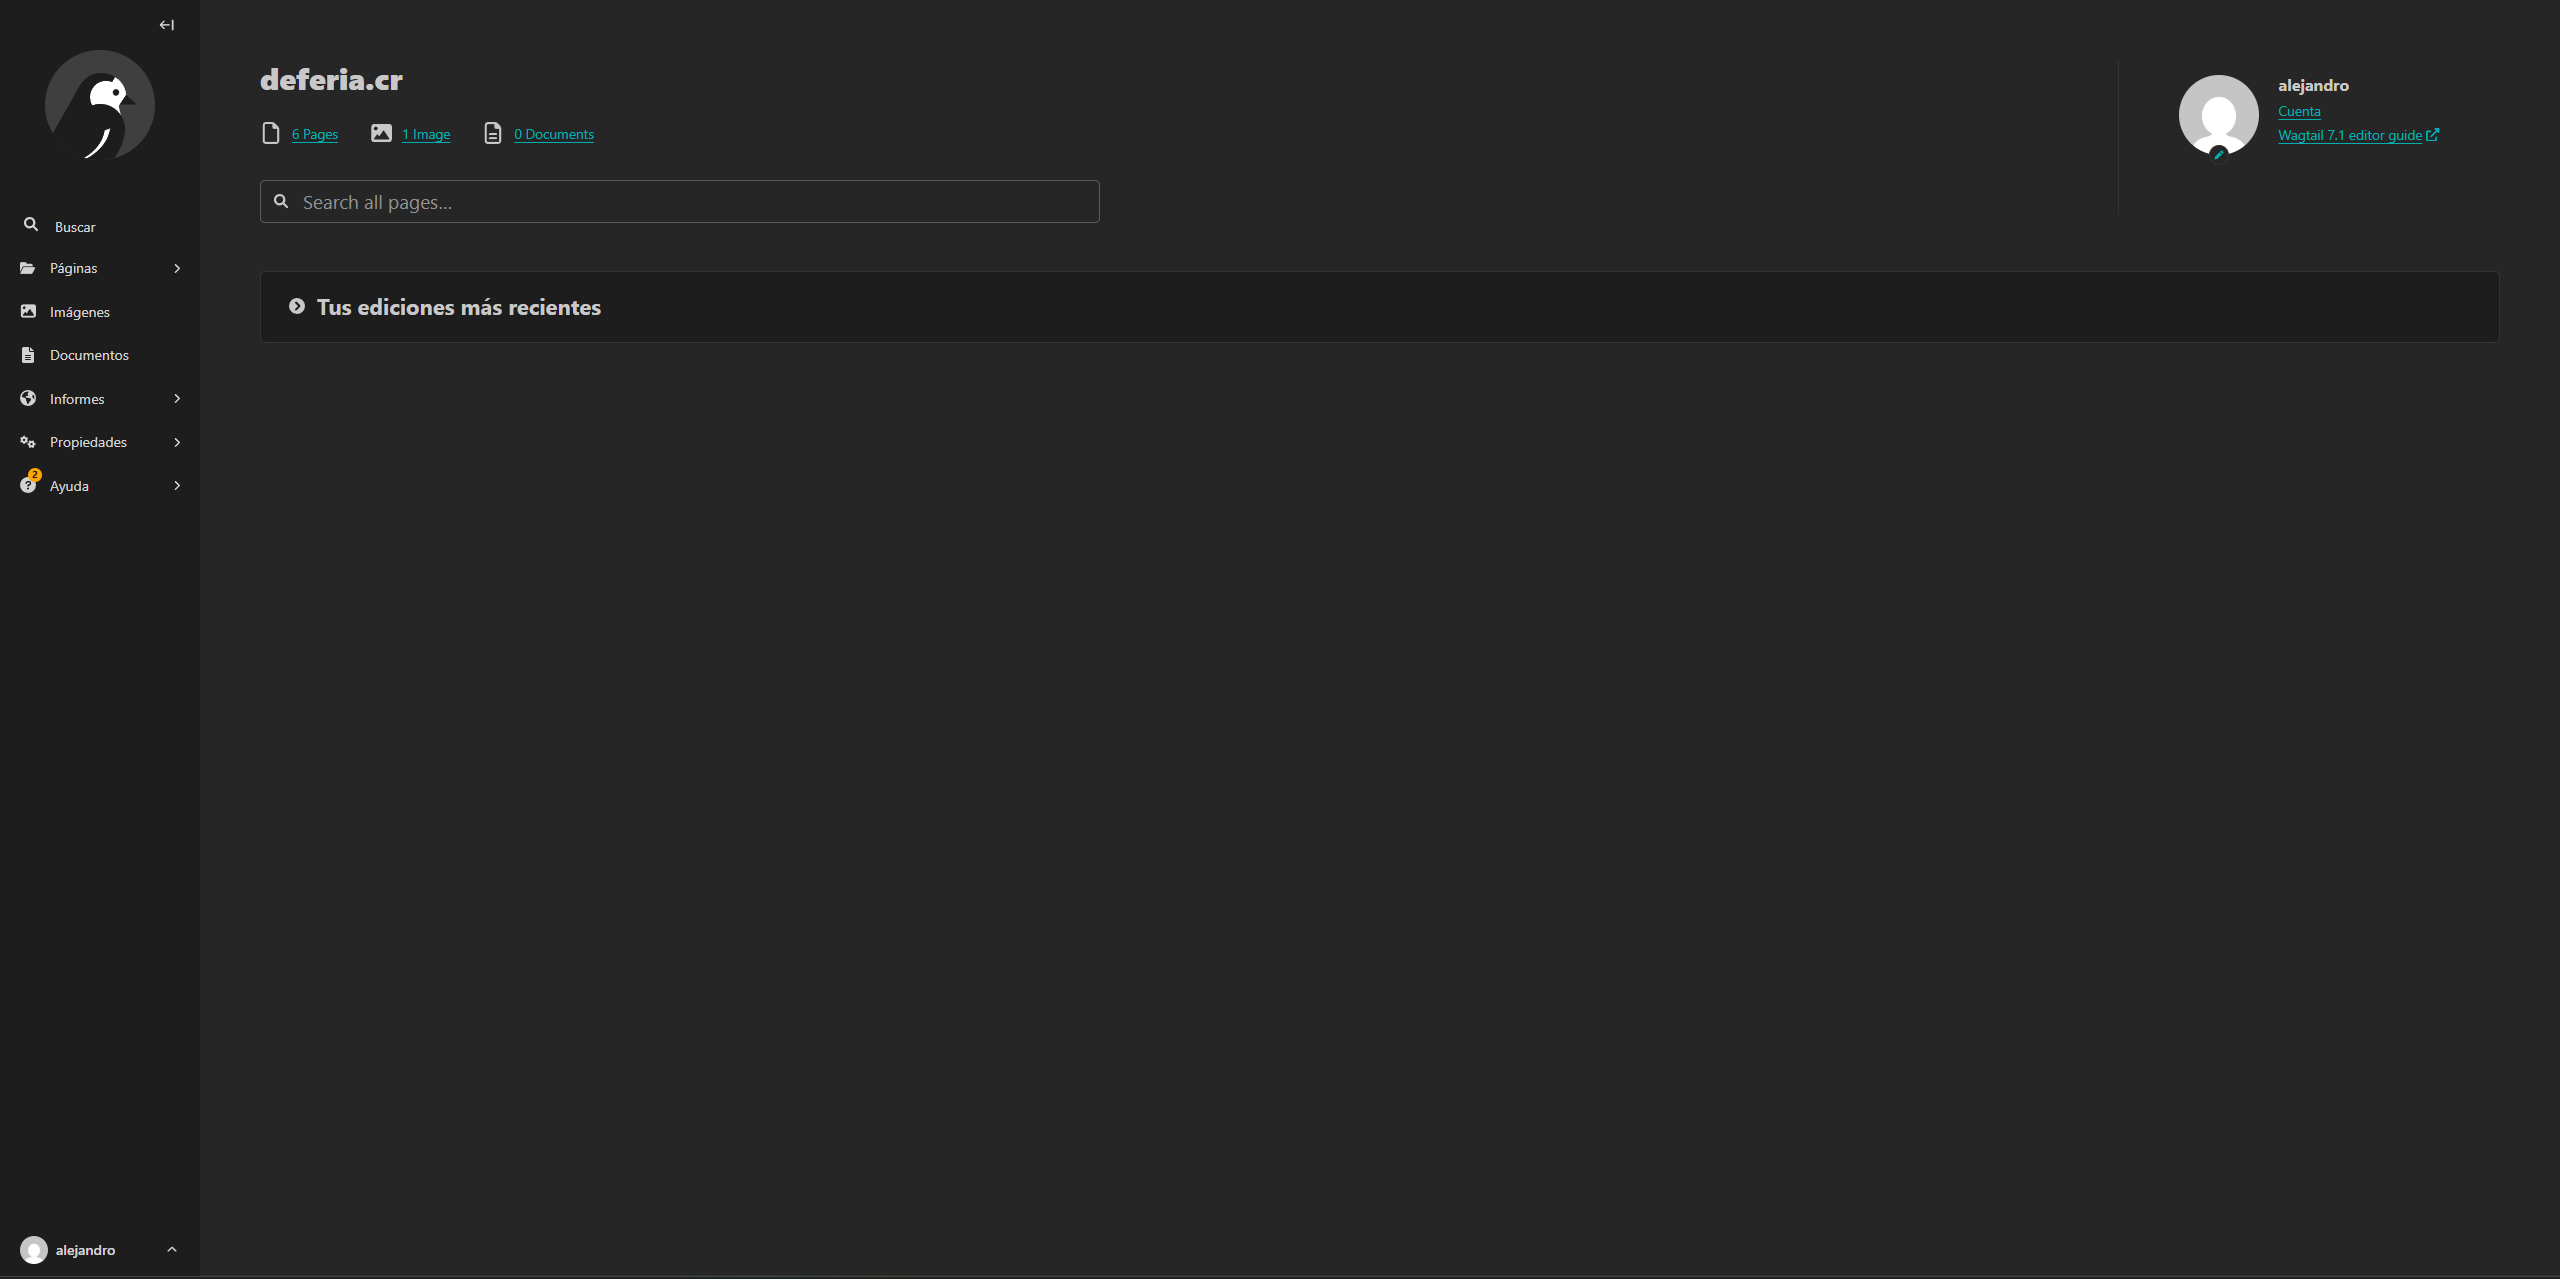 deferia.cr
6 Pages
1 Image
0 Documents
Search all pages…
alejandro
Cuenta
Wagtail 7.1 editor guide
Buscar
Páginas
Imágenes
Documentos
Informes
Propiedades
2
Ayuda
Tus ediciones más recientes
alejandro